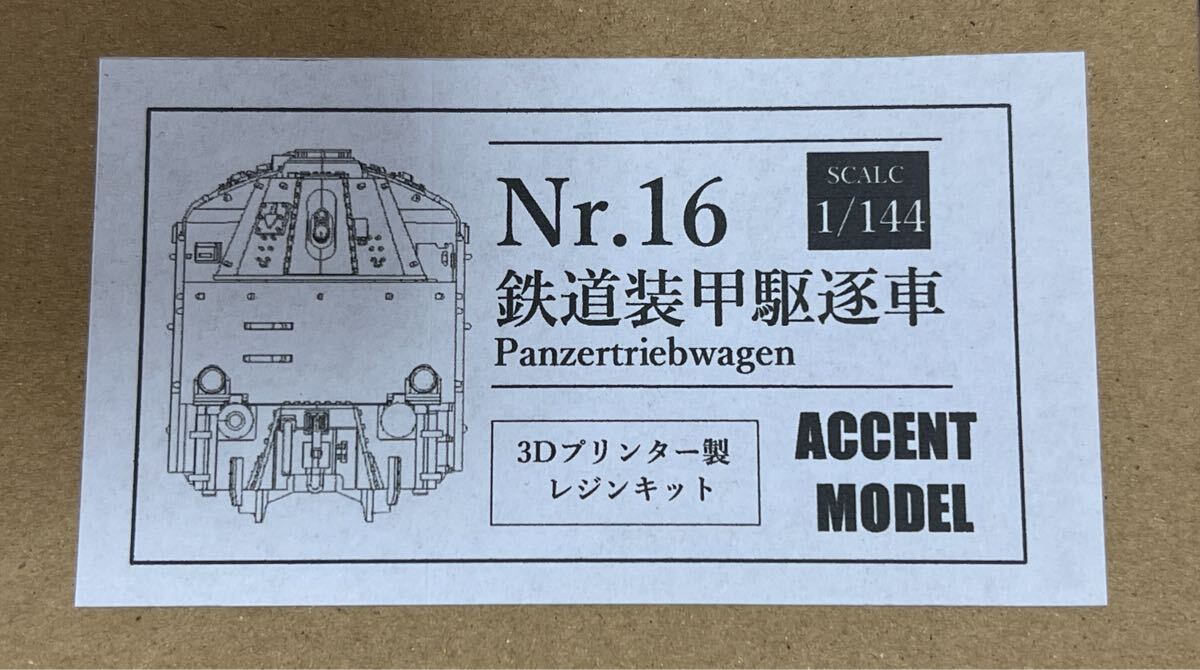 Nr.16
SCALC
1/144
鉄道装甲駆逐車
Panzertriebwagen
3Dプリンター製
レジンキット
ACCENT
MODEL